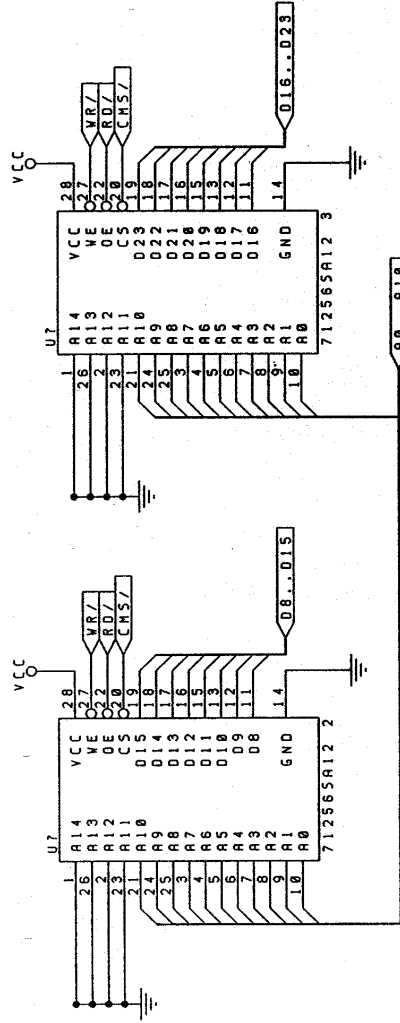 VCC
U?
1 A14 VCC 28
26 A13 WE 27 WR/
2 A12 OE 22 RD/
23 A11 CS 20 CMS/
21 A10 D15 19
24 A9 D14 18
25 A8 D13 17
3 A7 D12 16
4 A6 D11 15
5 A5 D10 13
6 A4 D9 12
7 A3 D8 11
8 A2
9 A1 GND 14
10 A0
D8..D15
712565A12 2
VCC
U?
1 A14 VCC 28
26 A13 WE 27 WR/
2 A12 OE 22 RD/
23 A11 CS 20 CMS/
21 A10 D23 19
24 A9 D22 18
25 A8 D21 17
3 A7 D20 16
4 A6 D19 15
5 A5 D18 13
6 A4 D17 12
7 A3 D16 11
8 A2
9 A1 GND 14
10 A0
D16..D23
712565A12 3
A0..A10